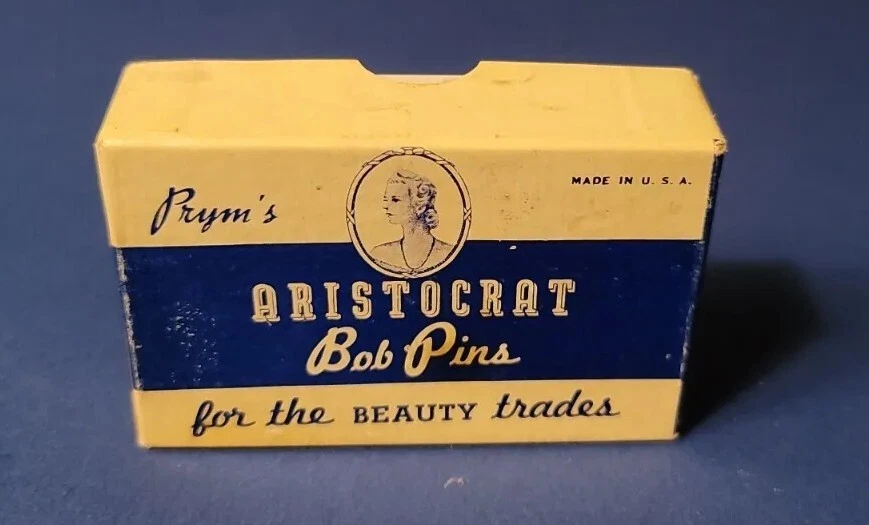 Prym's
MADE IN U. S. A.
ARISTOCRAT
Bob Pins
for the BEAUTY trades